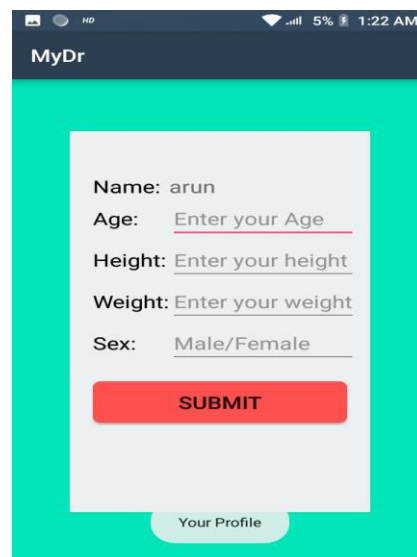 HD 5% 1:22 AM
MyDr
Name: arun
Age: Enter your Age
Height: Enter your height
Weight: Enter your weight
Sex: Male/Female
SUBMIT
Your Profile